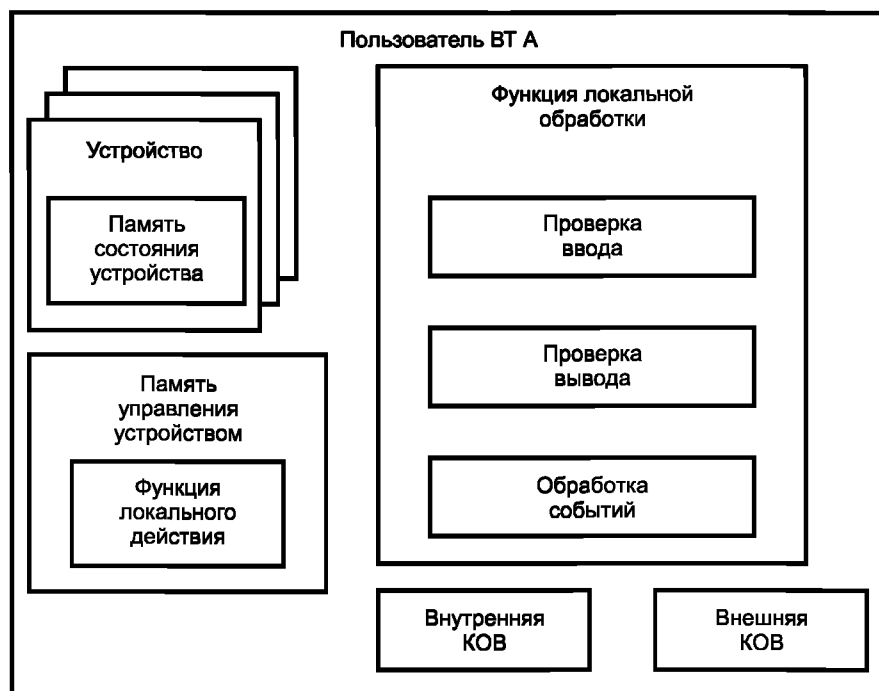 Пользователь ВТ А
Устройство
Память
состояния
устройства
Память
управления
устройством
Функция
локального
действия
Функция локальной
обработки
Проверка
ввода
Проверка
вывода
Обработка
событий
Внутренняя
КОВ
Внешняя
КОВ